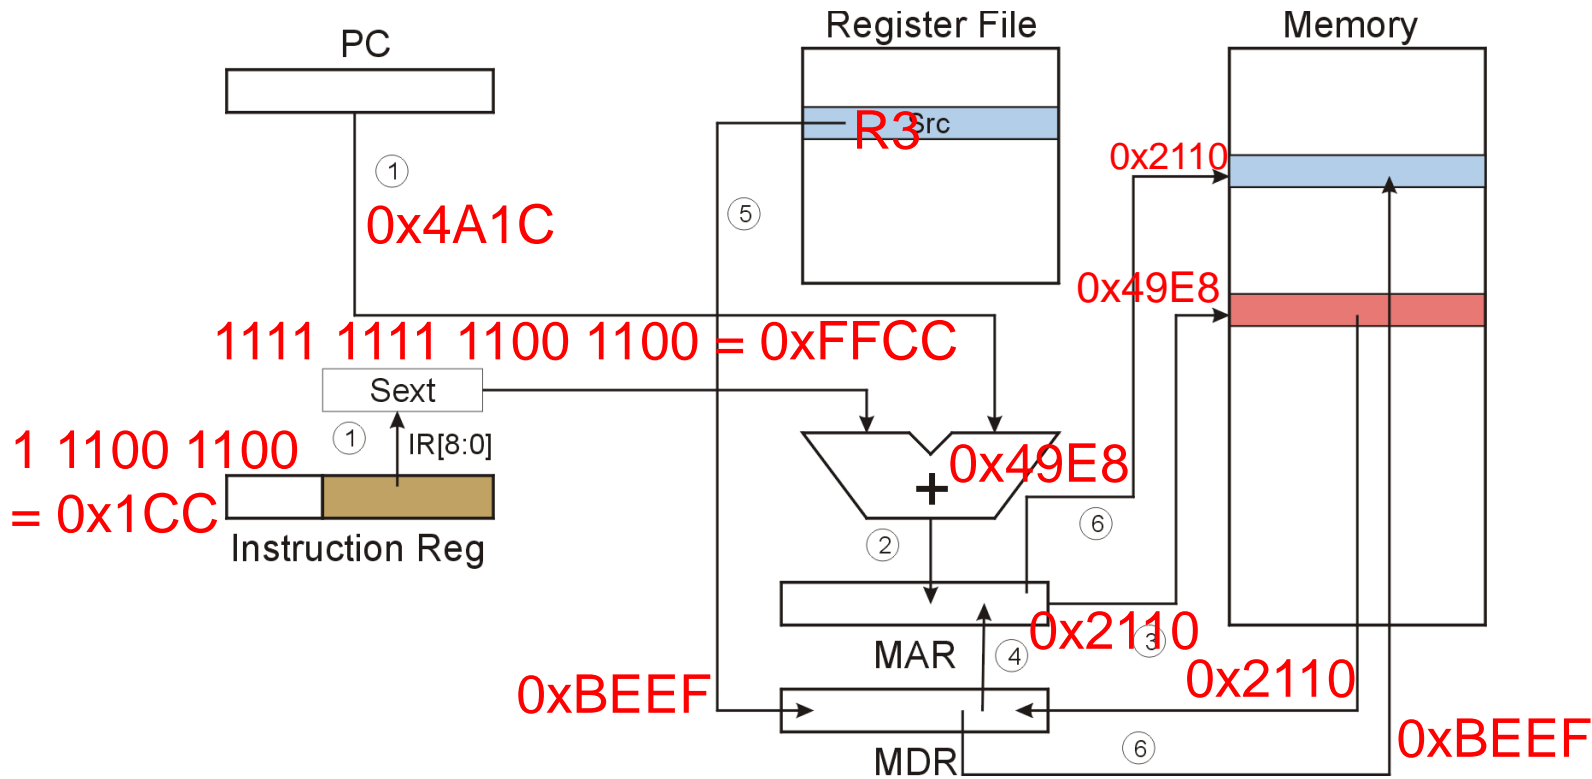 Register File
Memory
PC
R3
Src
0x2110
1
5
0x4A1C
0x49E8
1111 1111 1100 1100 = 0xFFCC
Sext
1
IR[8:0]
1 1100 1100
= 0x1CC
0x49E8
+
Instruction Reg
2
6
MAR
4
0x2110
3
0xBEEF
0x2110
MDR
6
0xBEEF